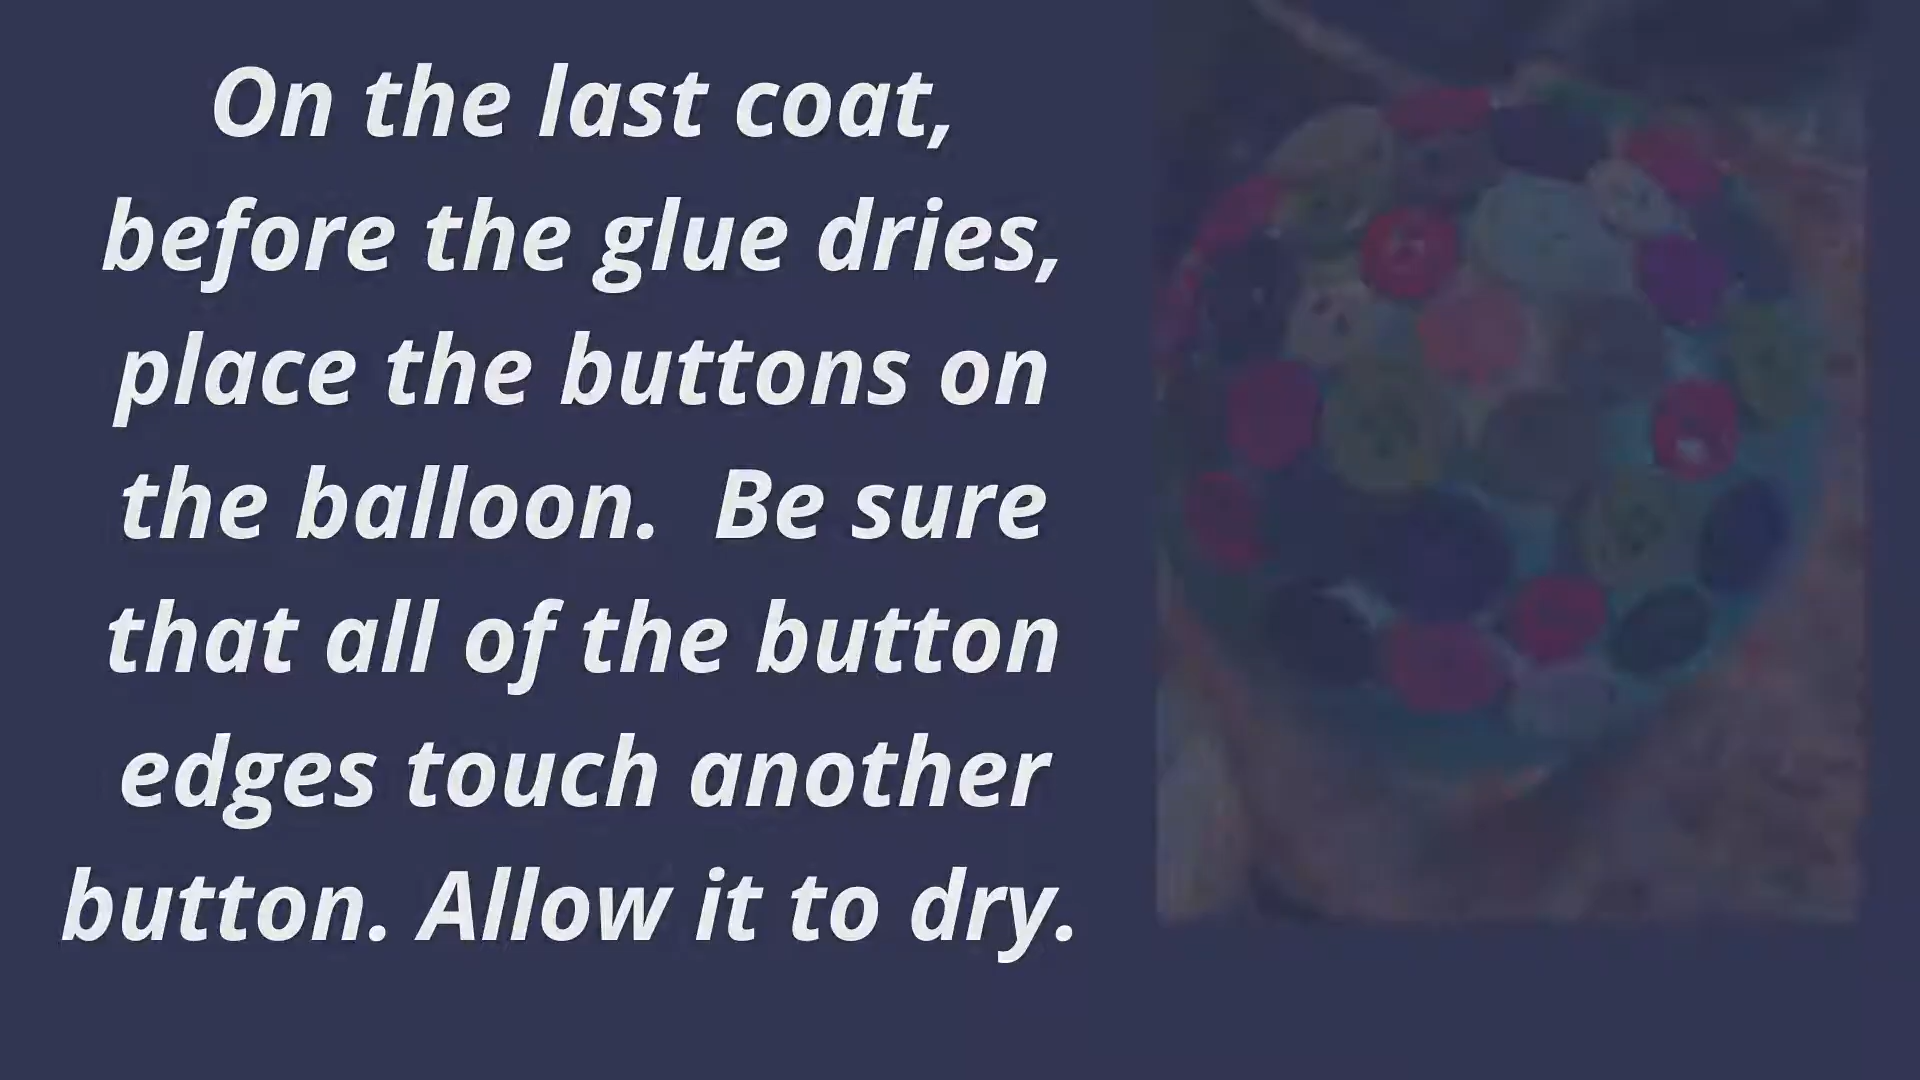 On the last coat,
before the glue dries,
place the buttons on
the balloon.  Be sure
that all of the button
edges touch another
button. Allow it to dry.